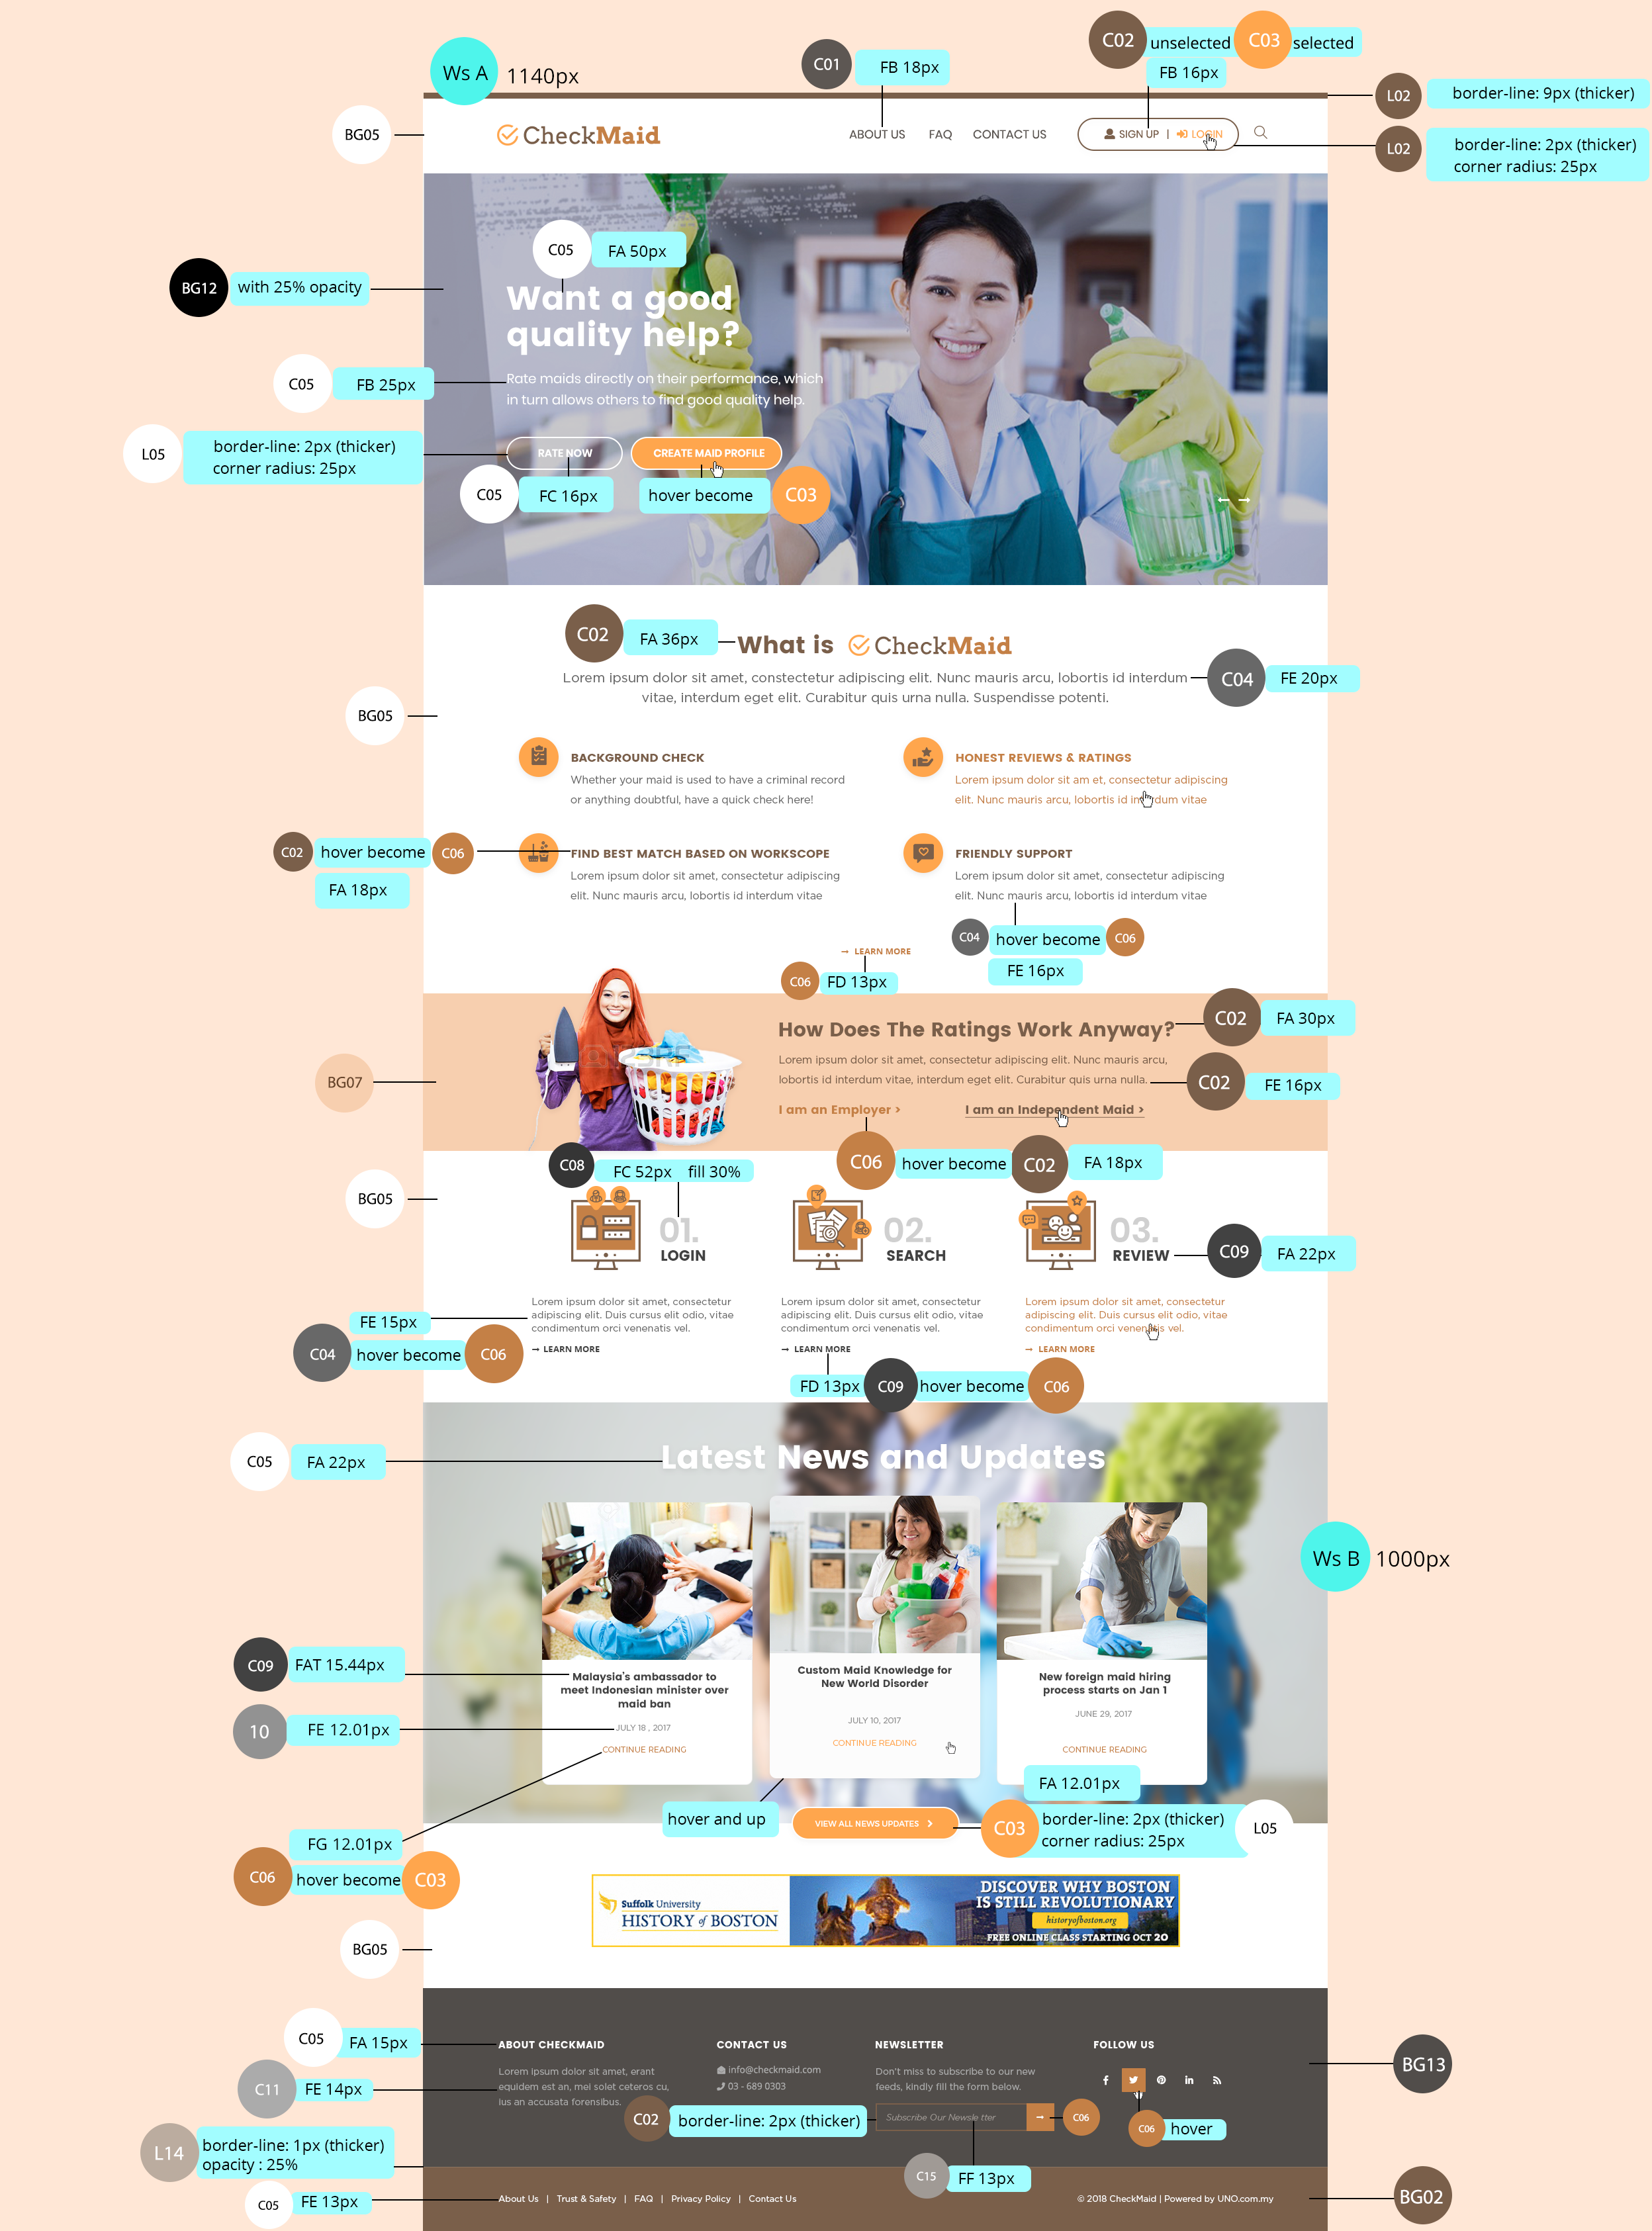 Ws A
1140px
C01
FB 18px
C02
unselected
C03
selected
FB 16px
L02
border-line: 9px (thicker)
BG05
CheckMaid
ABOUT US
FAQ
CONTACT US
SIGN UP | LOGIN
L02
border-line: 2px (thicker)
corner radius: 25px
C05
FA 50px
BG12
with 25% opacity
Want a good
quality help?
C05
FB 25px
Rate maids directly on their performance, which
in turn allows others to find good quality help.
L05
border-line: 2px (thicker)
corner radius: 25px
RATE NOW
CREATE MAID PROFILE
C05
FC 16px
hover become
C03
C02
FA 36px
What is
CheckMaid
Lorem ipsum dolor sit amet, constectetur adipiscing elit. Nunc mauris arcu, lobortis id interdum
vitae, interdum eget elit. Curabitur quis urna nulla. Suspendisse potenti.
C04
FE 20px
BG05
BACKGROUND CHECK
Whether your maid is used to have a criminal record
or anything doubtful, have a quick check here!
HONEST REVIEWS & RATINGS
Lorem ipsum dolor sit am et, consectetur adipiscing
elit. Nunc mauris arcu, lobortis id interdum vitae
C02
hover become
C06
FA 18px
FIND BEST MATCH BASED ON WORKSCOPE
Lorem ipsum dolor sit amet, consectetur adipiscing
elit. Nunc mauris arcu, lobortis id interdum vitae
FRIENDLY SUPPORT
Lorem ipsum dolor sit amet, consectetur adipiscing
elit. Nunc mauris arcu, lobortis id interdum vitae
C04
hover become
C06
FE 16px
LEARN MORE
C06
FD 13px
BG07
How Does The Ratings Work Anyway?
C02
FA 30px
Lorem ipsum dolor sit amet, consectetur adipiscing elit. Nunc mauris arcu,
lobortis id interdum vitae, interdum eget elit. Curabitur quis urna nulla.
C02
FE 16px
I am an Employer >
I am an Independent Maid >
C06
hover become
C02
FA 18px
C08
FC 52px fill 30%
BG05
01.
LOGIN
02.
SEARCH
03.
REVIEW
C09
FA 22px
Lorem ipsum dolor sit amet, consectetur
adipiscing elit. Duis cursus elit odio, vitae
condimentum orci venenatis vel.
LEARN MORE
Lorem ipsum dolor sit amet, consectetur
adipiscing elit. Duis cursus elit odio, vitae
condimentum orci venenatis vel.
LEARN MORE
Lorem ipsum dolor sit amet, consectetur
adipiscing elit. Duis cursus elit odio, vitae
condimentum orci venenatis vel.
LEARN MORE
FE 15px
C04
hover become
C06
FD 13px
C09
hover become
C06
C05
FA 22px
Latest News and Updates
Ws B
1000px
C09
FAT 15.44px
Malaysia's ambassador to
meet Indonesian minister over
maid ban
JULY 18 , 2017
CONTINUE READING
Custom Maid Knowledge for
New World Disorder
JULY 10, 2017
CONTINUE READING
New foreign maid hiring
process starts on Jan 1
JUNE 29, 2017
CONTINUE READING
10
FE 12.01px
FA 12.01px
hover and up
VIEW ALL NEWS UPDATES
C03
border-line: 2px (thicker)
corner radius: 25px
L05
FG 12.01px
C06
hover become
C03
Suffolk University
HISTORY of BOSTON
DISCOVER WHY BOSTON
IS STILL REVOLUTIONARY
historyofboston.org
FREE ONLINE CLASS STARTING OCT 20
BG05
C05
FA 15px
ABOUT CHECKMAID
Lorem ipsum dolor sit amet, erant
equidem est an, mei solet ceteros cu,
ius an accusata forensibus.
C11
FE 14px
CONTACT US
info@checkmaid.com
03 - 689 0303
NEWSLETTER
Don't miss to subscribe to our new
feeds, kindly fill the form below.
Subscribe Our Newsletter
FOLLOW US
BG13
C02
border-line: 2px (thicker)
C06
C06
hover
L14
border-line: 1px (thicker)
opacity : 25%
C15
FF 13px
C05
FE 13px
About Us | Trust & Safety | FAQ | Privacy Policy | Contact Us
© 2018 CheckMaid | Powered by UNO.com.my
BG02